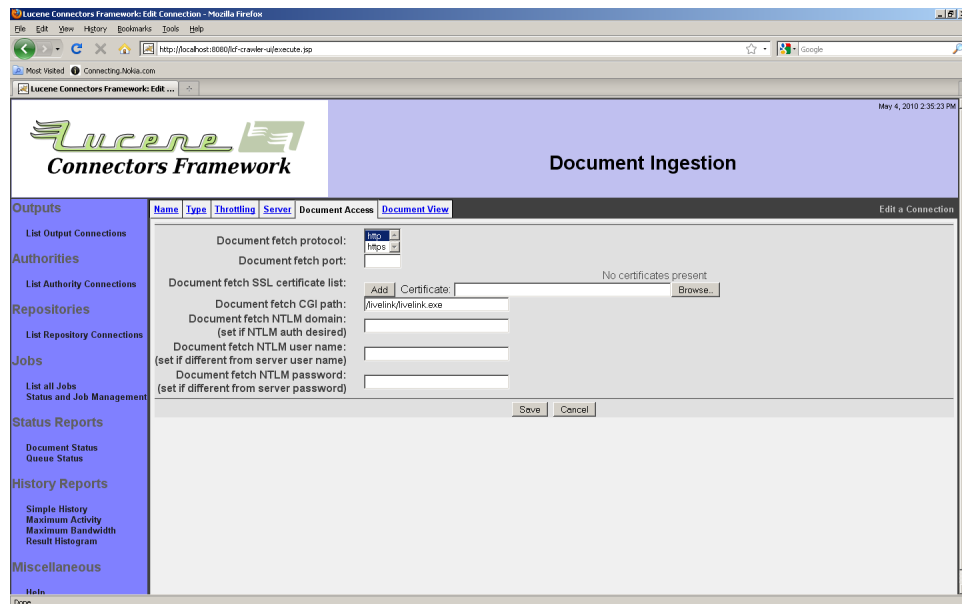 Lucene Connectors Framework: Edit Connection - Mozilla Firefox
File Edit View History Bookmarks Tools Help
http://localhost:8080/lcf-crawler-ui/execute.jsp
Google
Most Visited Connecting.Nokia.com
Lucene Connectors Framework: Edit ...
May 4, 2010 2:35:23 PM
Lucene
Connectors Framework
Document Ingestion
Outputs
List Output Connections
Authorities
List Authority Connections
Repositories
List Repository Connections
Jobs
List all Jobs
Status and Job Management
Status Reports
Document Status
Queue Status
History Reports
Simple History
Maximum Activity
Maximum Bandwidth
Result Histogram
Miscellaneous
Help
Name Type Throttling Server Document Access Document View Edit a Connection
Document fetch protocol: http
https
Document fetch port:
Document fetch SSL certificate list: No certificates present
Add Certificate: Browse...
Document fetch CGI path: /livelink/livelink.exe
Document fetch NTLM domain:
(set if NTLM auth desired)
Document fetch NTLM user name:
(set if different from server user name)
Document fetch NTLM password:
(set if different from server password)
Save Cancel
Done